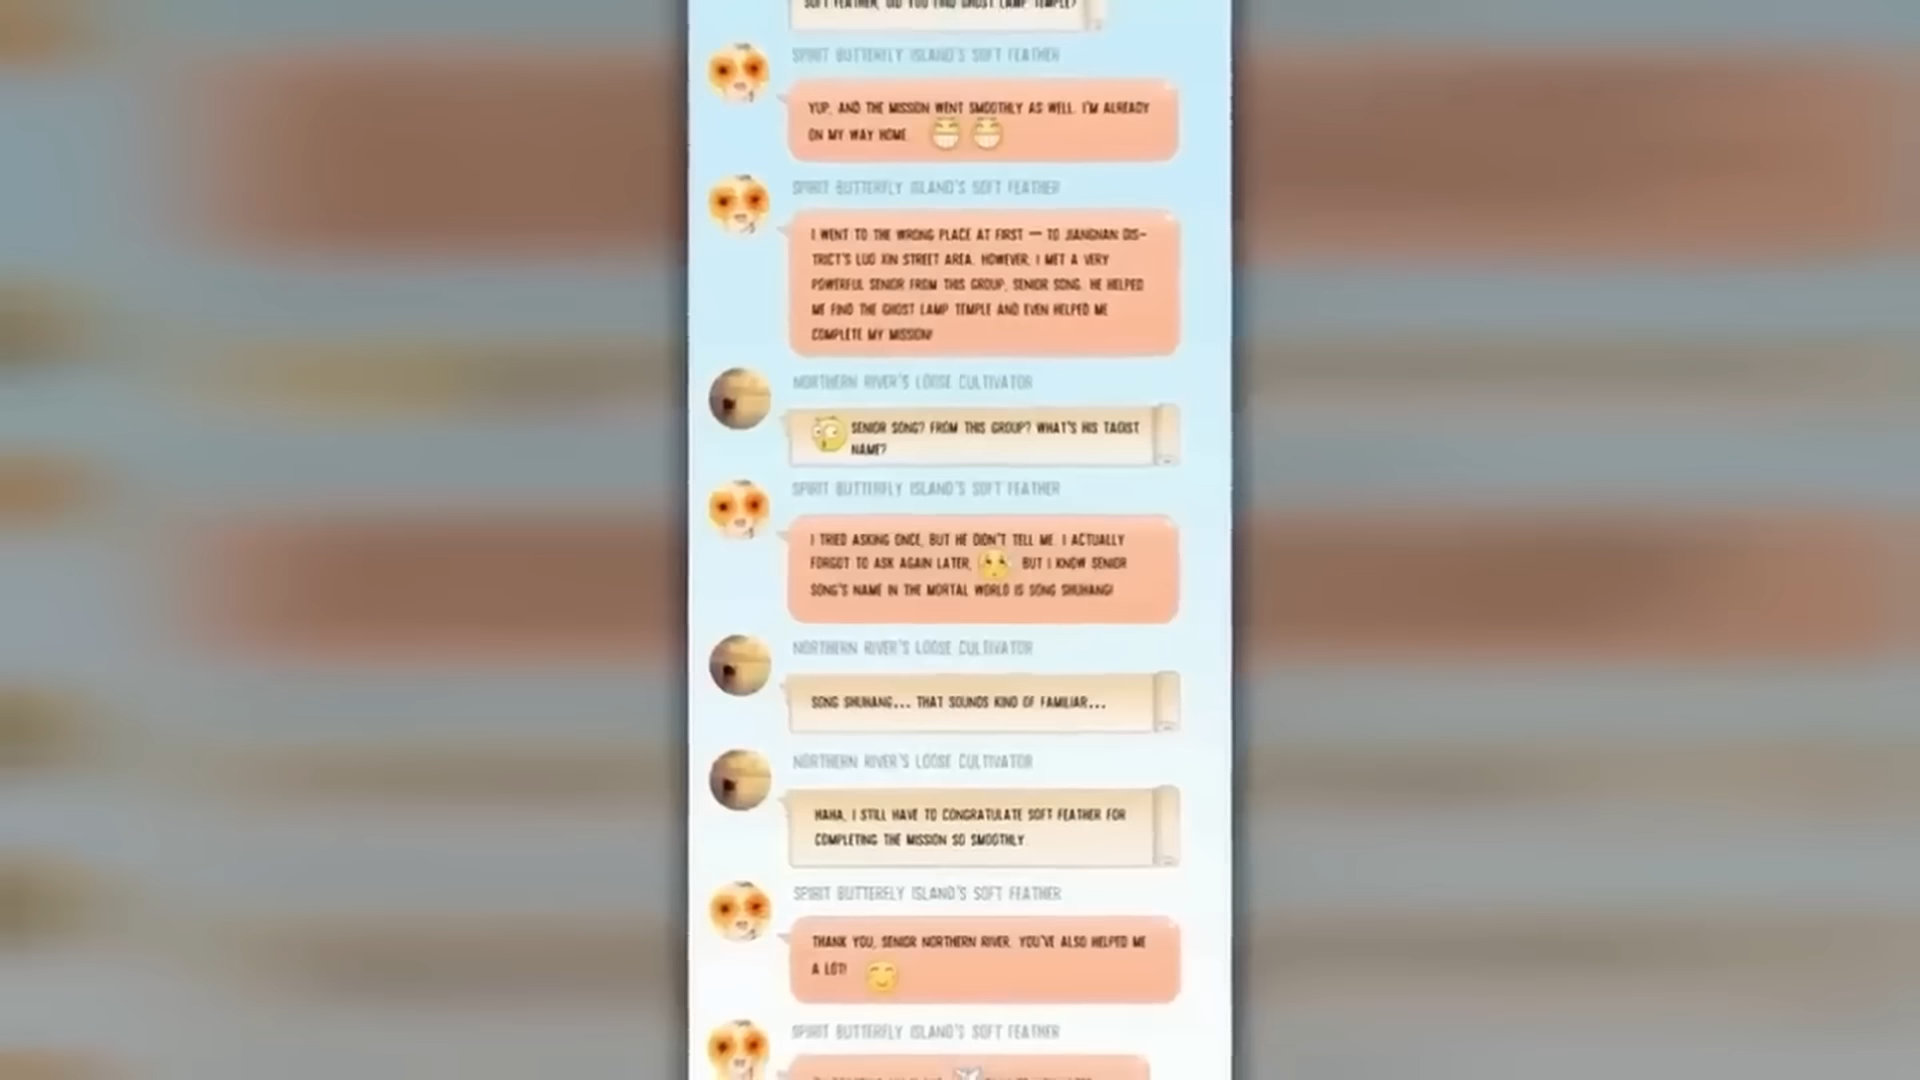 SOFT FEATHER, DID YOU FIND GHOST LAMP TEMPLE?
SPIRIT BUTTERFLY ISLAND'S SOFT FEATHER
YUP, AND THE MISSION WENT SMOOTHLY AS WELL. I'M ALREADY
ON MY WAY HOME.
SPIRIT BUTTERFLY ISLAND'S SOFT FEATHER
I WENT TO THE WRONG PLACE AT FIRST — TO JIANGNAN DIS-
TRICT'S LUO XIN STREET AREA. HOWEVER, I MET A VERY
POWERFUL SENIOR FROM THIS GROUP, SENIOR SONG. HE HELPED
ME FIND THE GHOST LAMP TEMPLE AND EVEN HELPED ME
COMPLETE MY MISSION!
NORTHERN RIVER'S LOOSE CULTIVATOR
SENIOR SONG? FROM THIS GROUP? WHAT'S HIS TAOIST
NAME?
SPIRIT BUTTERFLY ISLAND'S SOFT FEATHER
I TRIED ASKING ONCE, BUT HE DIDN'T TELL ME. I ACTUALLY
FORGOT TO ASK AGAIN LATER, BUT I KNOW SENIOR
SONG'S NAME IN THE MORTAL WORLD IS SONG SHUHANG!
NORTHERN RIVER'S LOOSE CULTIVATOR
SONG SHUHANG... THAT SOUNDS KIND OF FAMILIAR...
NORTHERN RIVER'S LOOSE CULTIVATOR
HAHA, I STILL HAVE TO CONGRATULATE SOFT FEATHER FOR
COMPLETING THE MISSION SO SMOOTHLY.
SPIRIT BUTTERFLY ISLAND'S SOFT FEATHER
THANK YOU, SENIOR NORTHERN RIVER. YOU'VE ALSO HELPED ME
A LOT!
SPIRIT BUTTERFLY ISLAND'S SOFT FEATHER